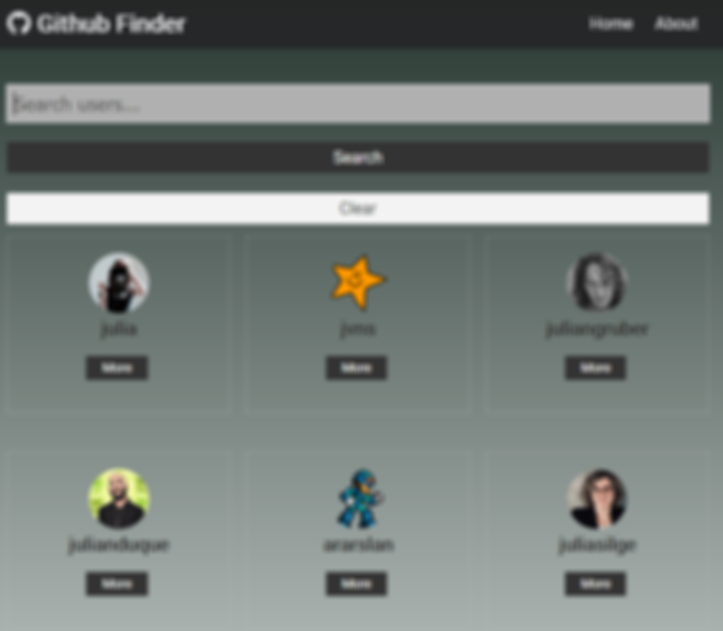 Github Finder Home About
Search users...
Search
Clear
julia jvns juliangruber
More More More
julianduque ararslan juliasilge
More More More